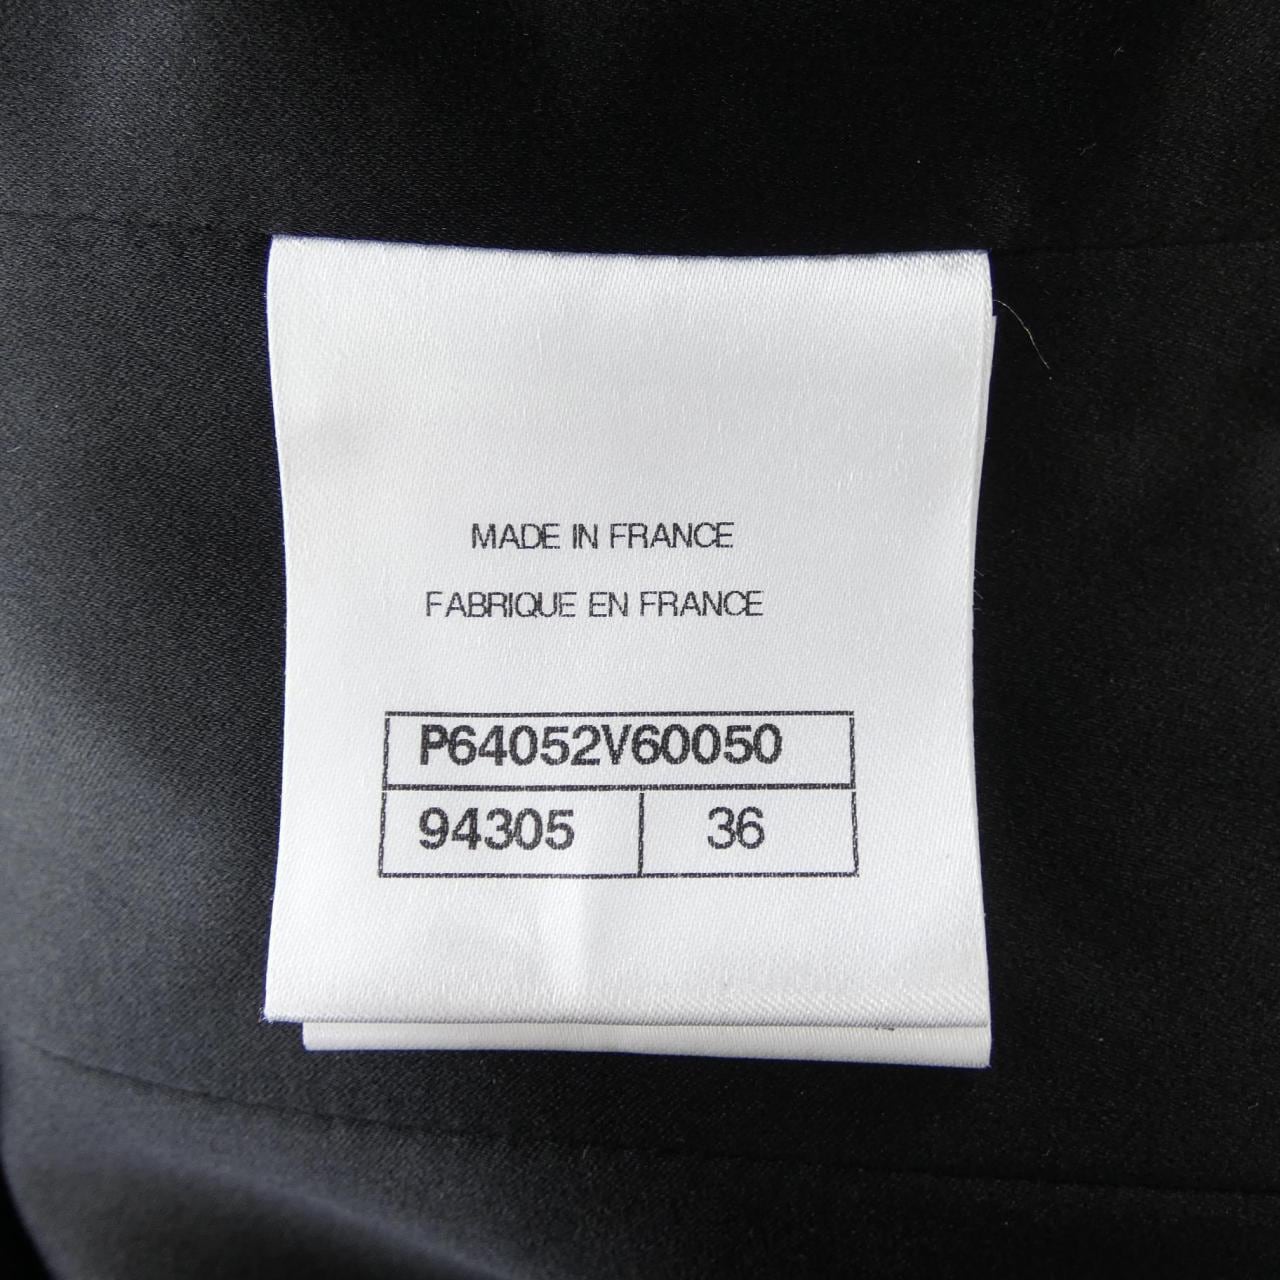 MADE IN FRANCE
FABRIQUE EN FRANCE
P64052V60050
94305 36